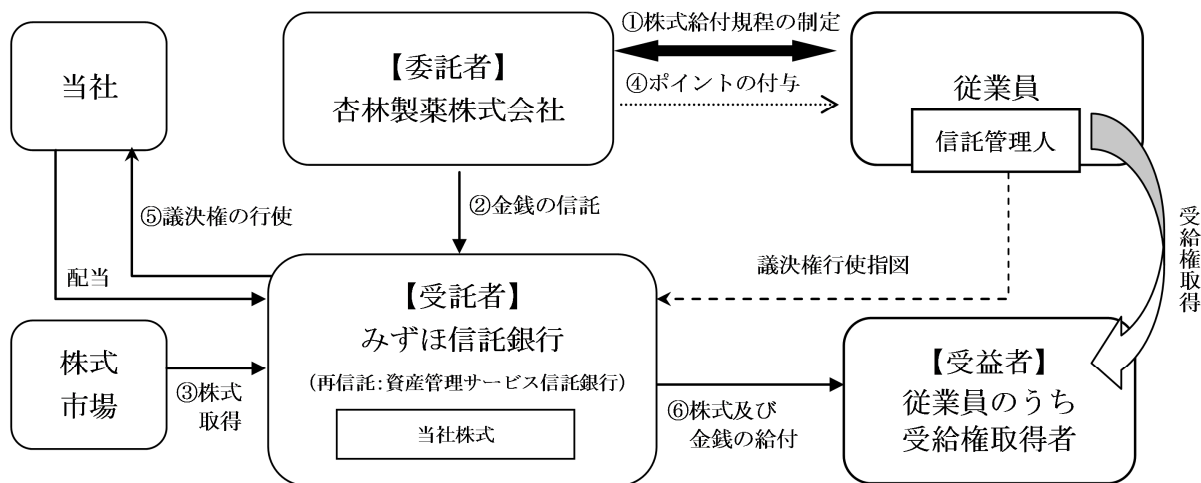 当社
【委託者】
杏林製薬株式会社
①株式給付規程の制定
④ポイントの付与
従業員
信託管理人
②金銭の信託
⑤議決権の行使
配当
受給権取得
議決権行使指図
【受託者】
みずほ信託銀行
(再信託:資産管理サービス信託銀行)
当社株式
株式
市場
③株式
取得
⑥株式及び
金銭の給付
【受益者】
従業員のうち
受給権取得者